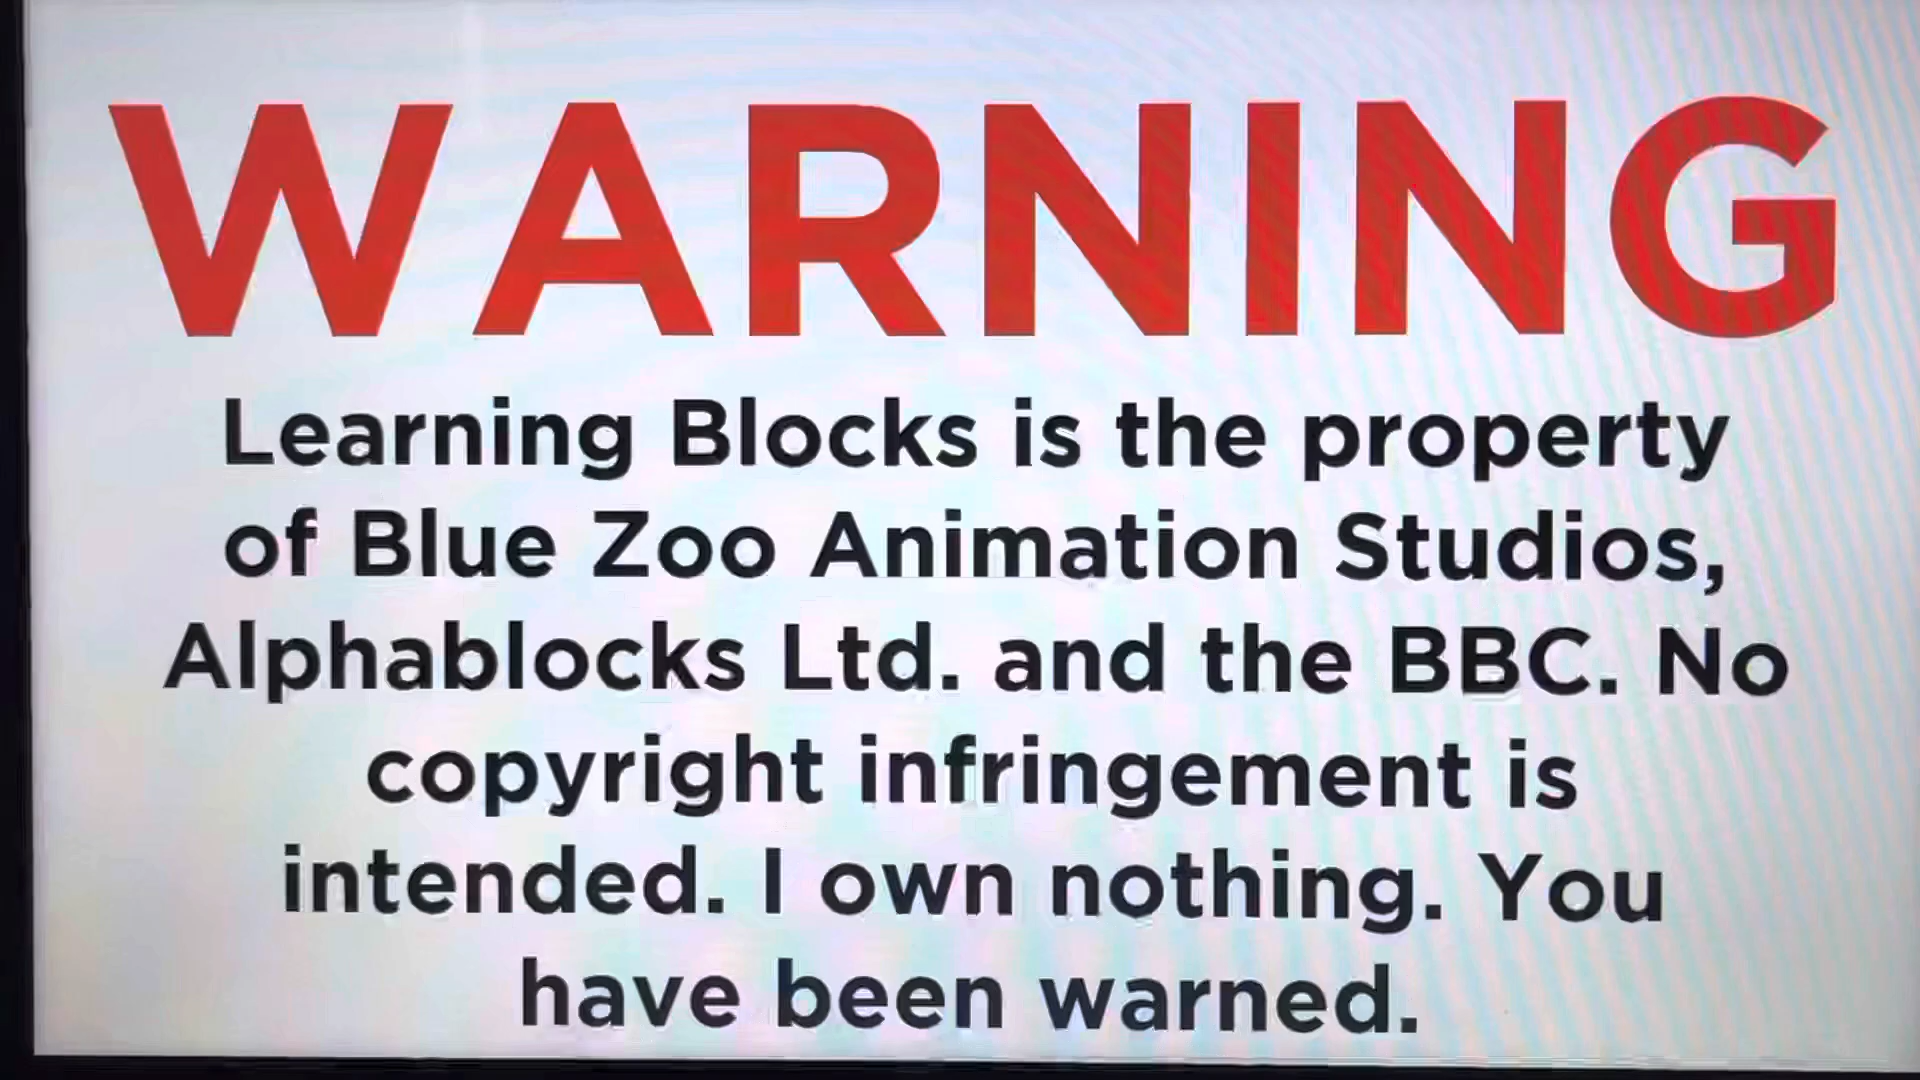 WARNING
Learning Blocks is the property
of Blue Zoo Animation Studios,
Alphablocks Ltd. and the BBC. No
copyright infringement is
intended. I own nothing. You
have been warned.